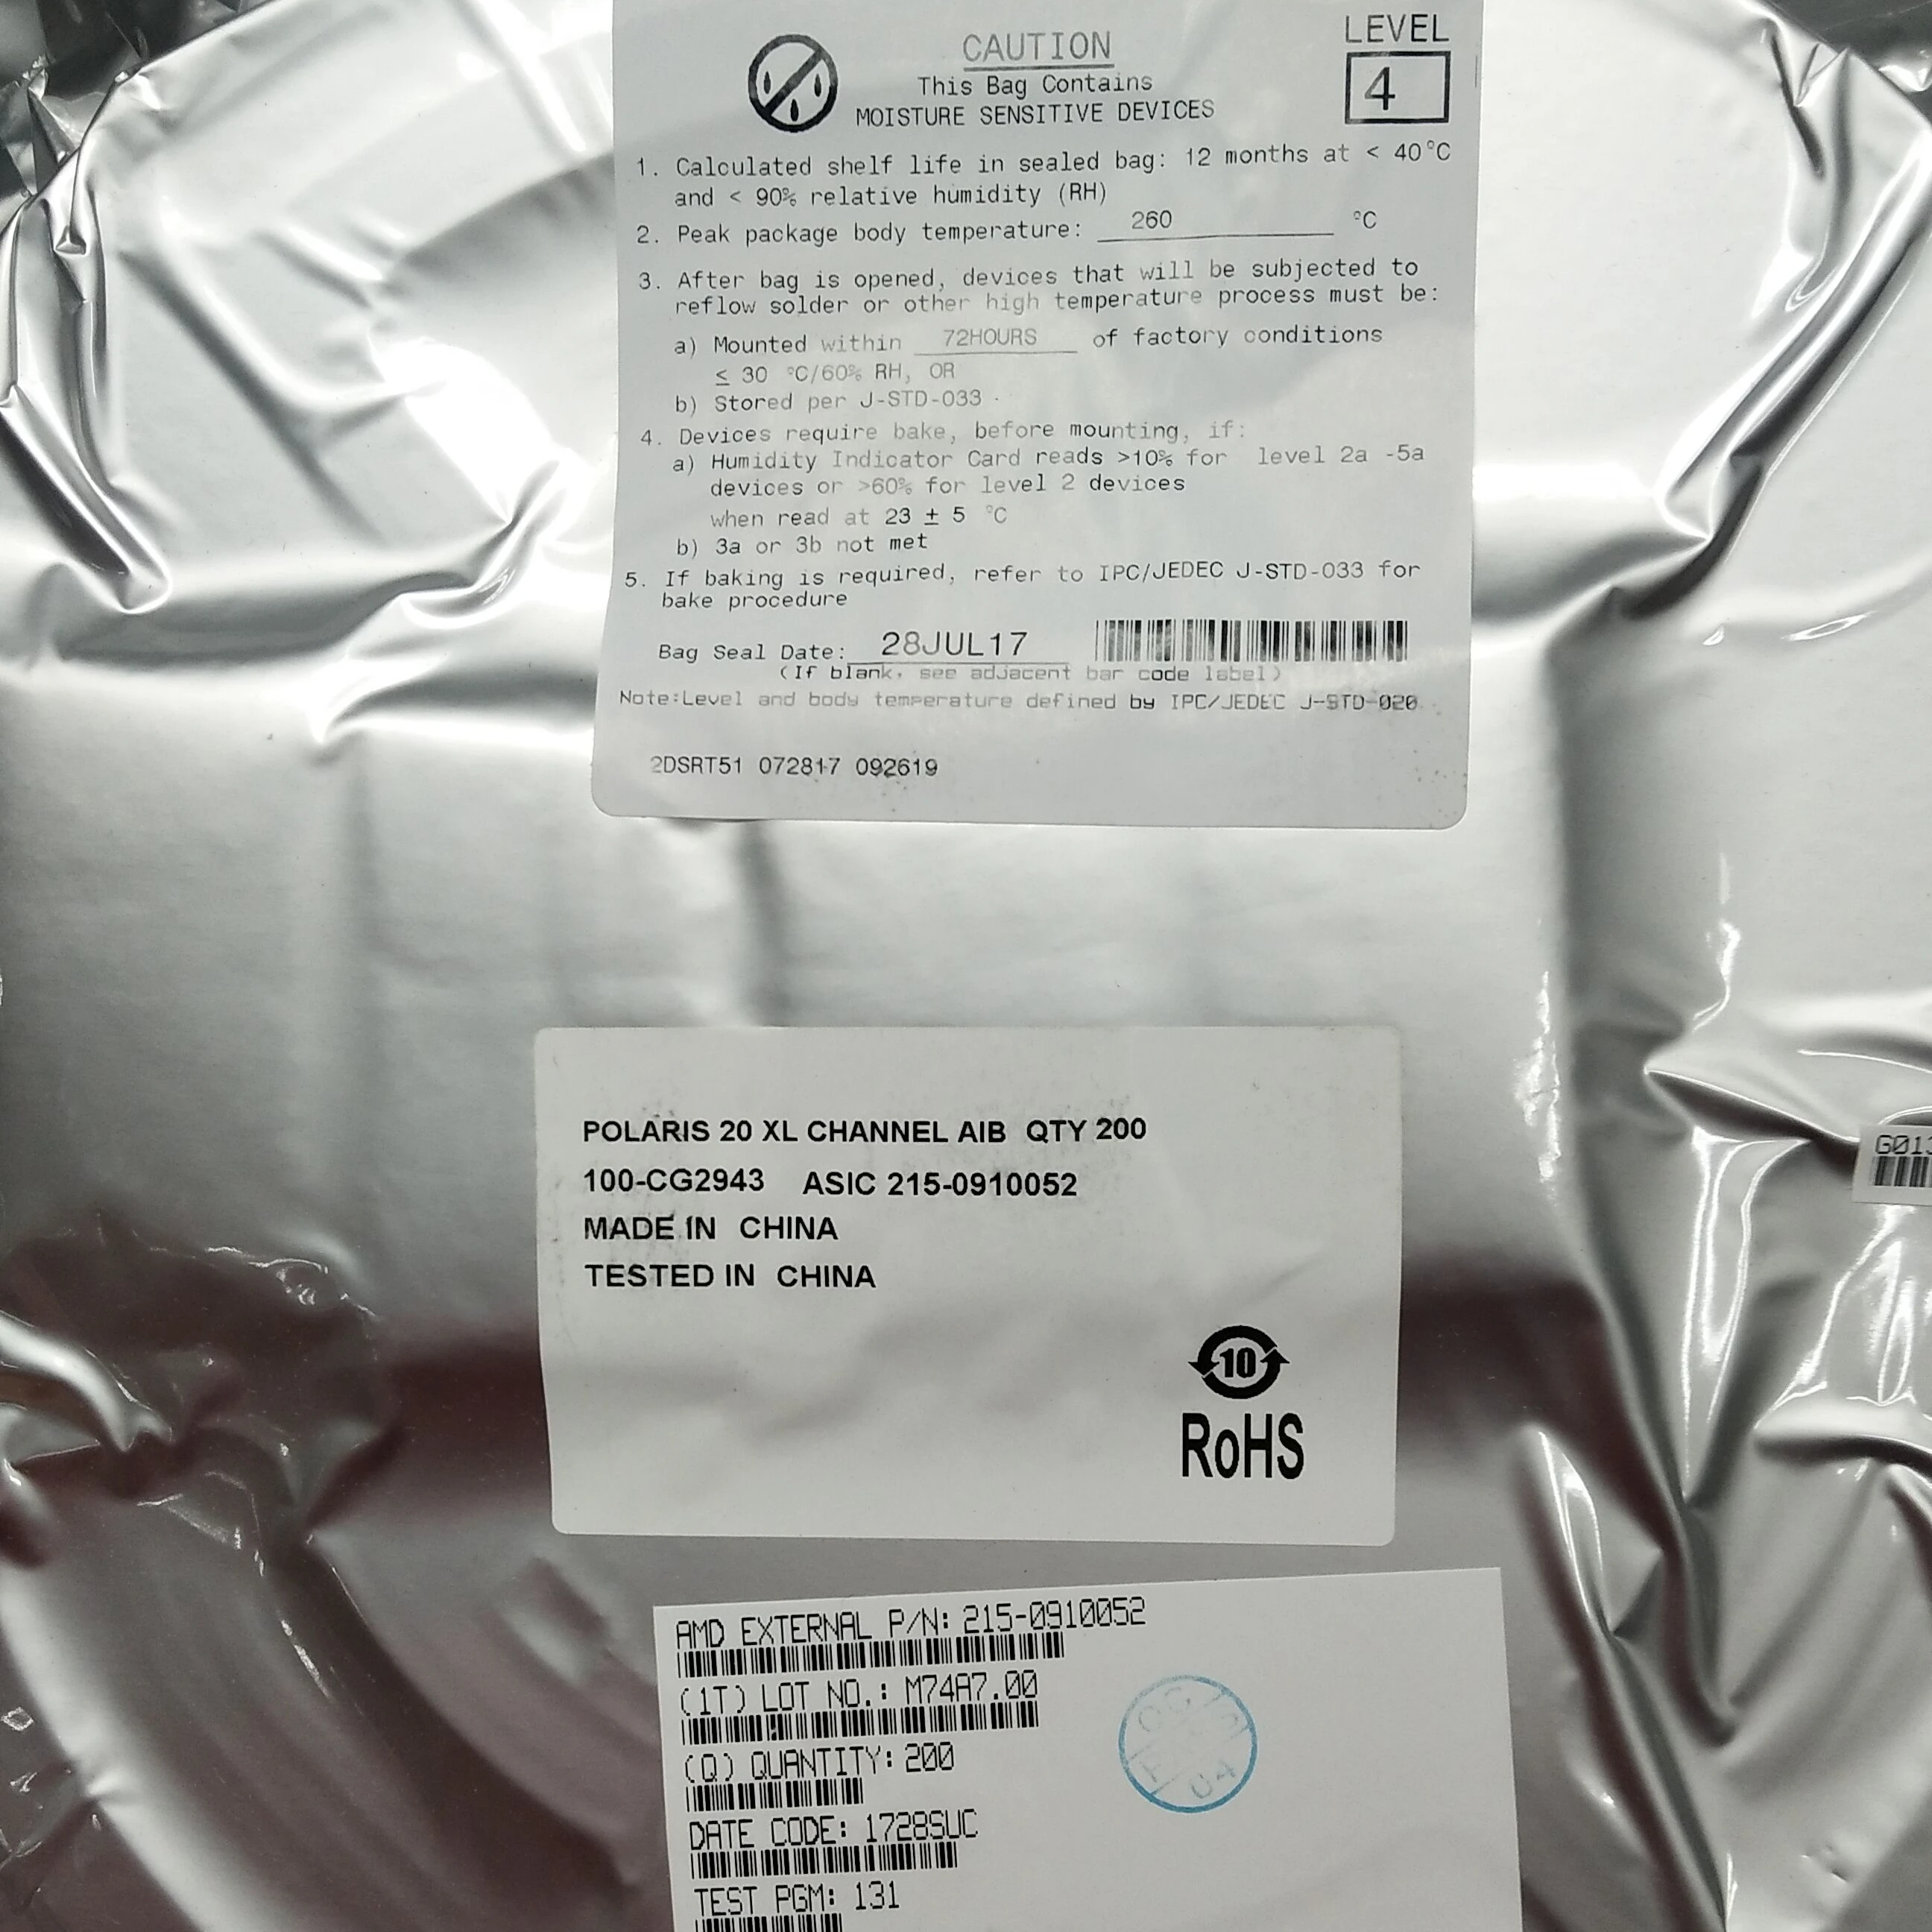 LEVEL
4
CAUTION
This Bag Contains
MOISTURE SENSITIVE DEVICES
1. Calculated shelf life in sealed bag: 12 months at < 40°C
and < 90% relative humidity (RH)
2. Peak package body temperature: 260 °C
3. After bag is opened, devices that will be subjected to
reflow solder or other high temperature process must be:
a) Mounted within 72HOURS of factory conditions
≤ 30 °C/60% RH, OR
b) Stored per J-STD-033
4. Devices require bake, before mounting, if:
a) Humidity Indicator Card reads >10% for level 2a -5a
devices or >60% for level 2 devices
when read at 23 ± 5 °C
b) 3a or 3b not met
5. If baking is required, refer to IPC/JEDEC J-STD-033 for
bake procedure
Bag Seal Date: 28JUL17
(If blank, see adjacent bar code label)
Note:Level and body temperature defined by IPC/JEDEC J-STD-020
2DSRT51 072817 092619
POLARIS 20 XL CHANNEL AIB QTY 200
100-CG2943 ASIC 215-0910052
MADE IN CHINA
TESTED IN CHINA
10
RoHS
AMD EXTERNAL P/N: 215-0910052
(1T) LOT NO.: M74A7.00
(Q) QUANTITY: 200
DATE CODE: 1728SUC
TEST PGM: 131
04